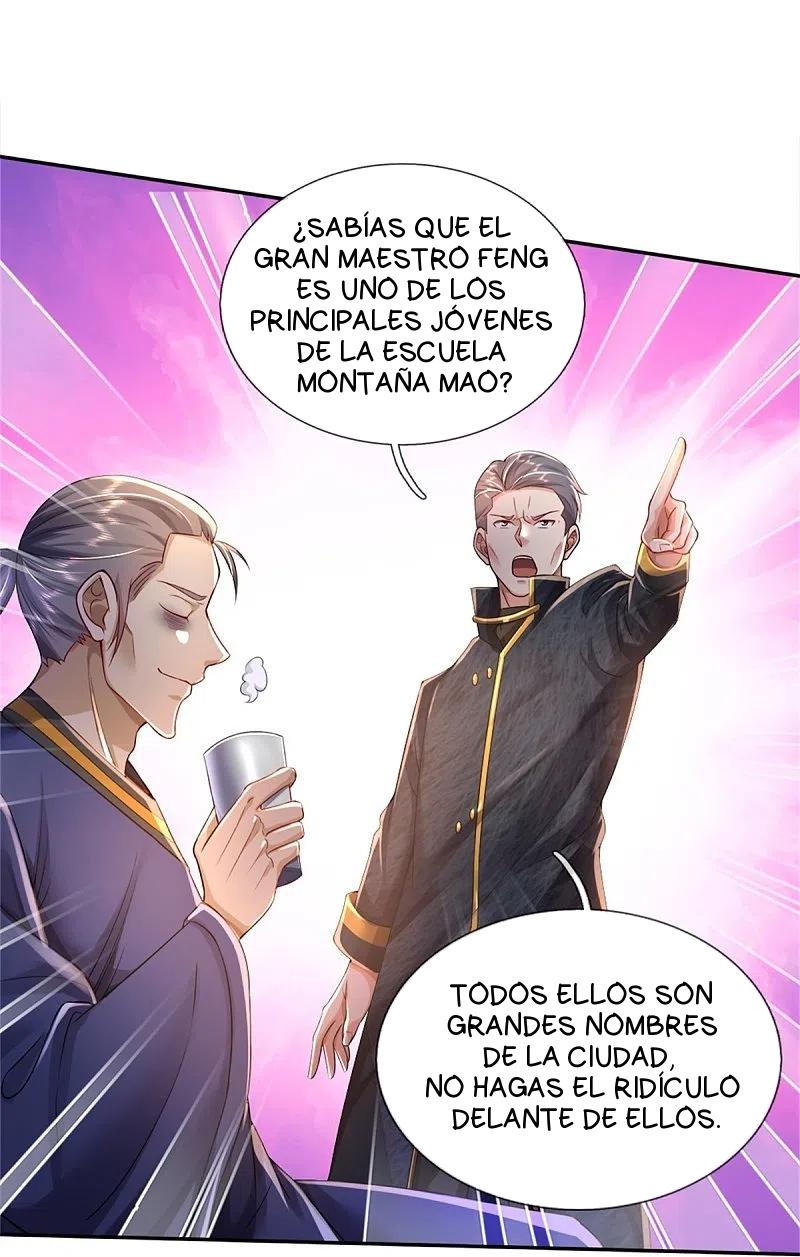 ¿SABÍAS QUE EL
GRAN MAESTRO FENG
ES UNO DE LOS
PRINCIPALES JÓVENES
DE LA ESCUELA
MONTAÑA MAO?
TODOS ELLOS SON
GRANDES NOMBRES
DE LA CIUDAD,
NO HAGAS EL RIDÍCULO
DELANTE DE ELLOS.